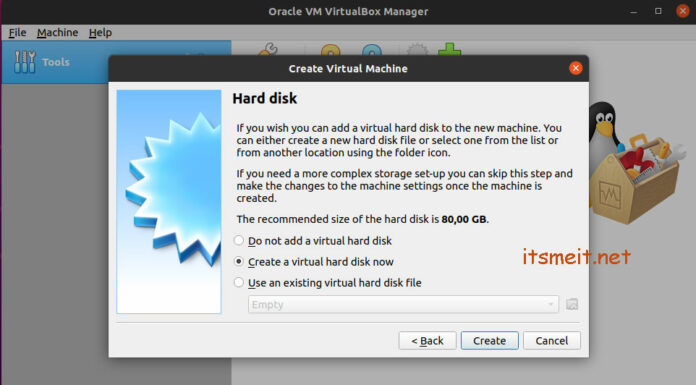 Oracle VM VirtualBox Manager
File Machine Help
Tools
Create Virtual Machine
Hard disk
If you wish you can add a virtual hard disk to the new machine. You
can either create a new hard disk file or select one from the list or
from another location using the folder icon.
If you need a more complex storage set-up you can skip this step and
make the changes to the machine settings once the machine is
created.
The recommended size of the hard disk is 80,00 GB.
Do not add a virtual hard disk
Create a virtual hard disk now
itsmeit.net
Use an existing virtual hard disk file
Empty
< Back Create Cancel